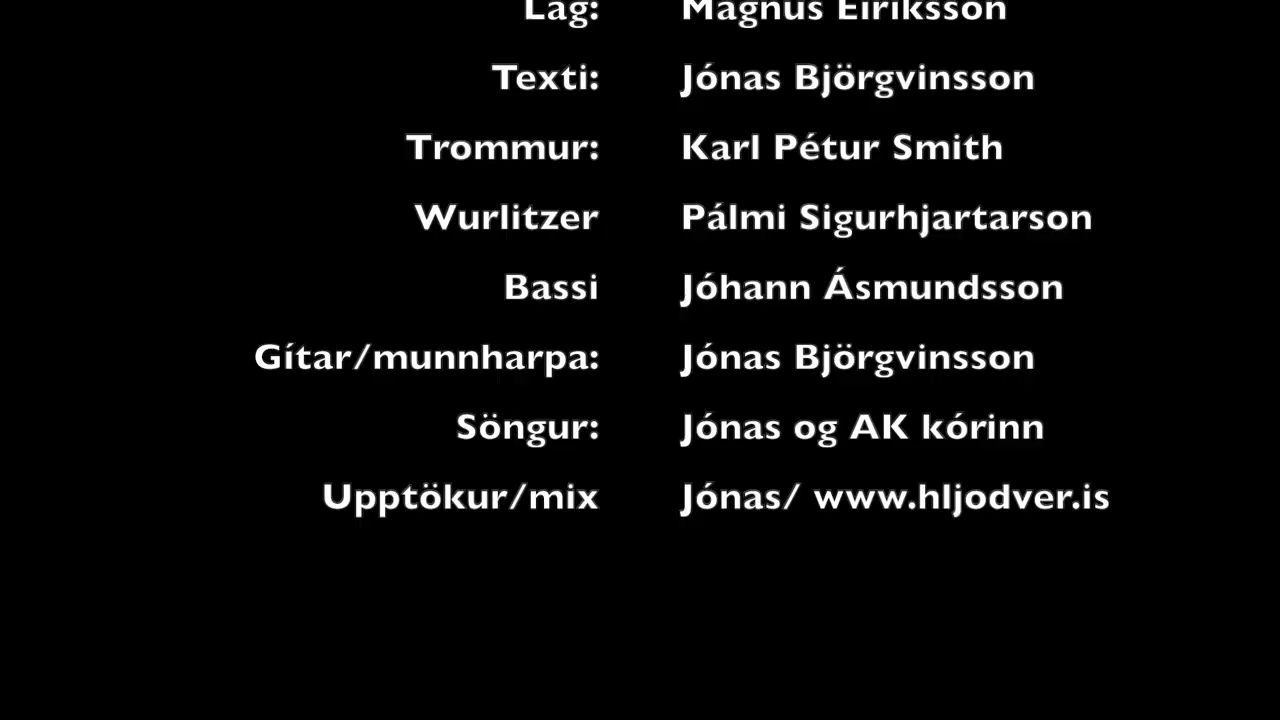 Lag: Magnús Eiríksson
Texti: Jónas Björgvinsson
Trommur: Karl Pétur Smith
Wurlitzer Pálmi Sigurhjartarson
Bassi Jóhann Ásmundsson
Gítar/munnharpa: Jónas Björgvinsson
Söngur: Jónas og AK kórinn
Upptökur/mix Jónas/ www.hljodver.is